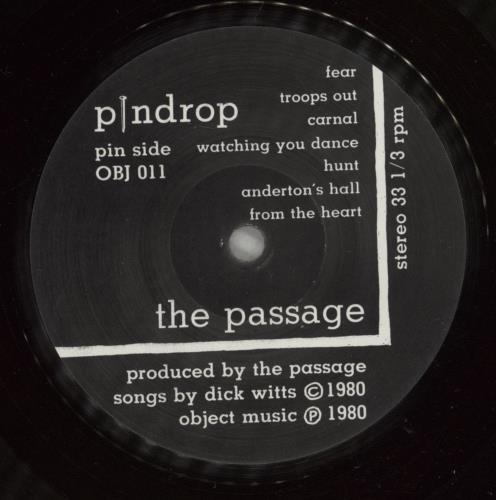 pindrop
pin side
OBJ 011
fear
troops out
carnal
watching you dance
hunt
anderton's hall
from the heart
stereo 33 1/3 rpm
the passage
produced by the passage
songs by dick witts ©1980
object music ℗ 1980